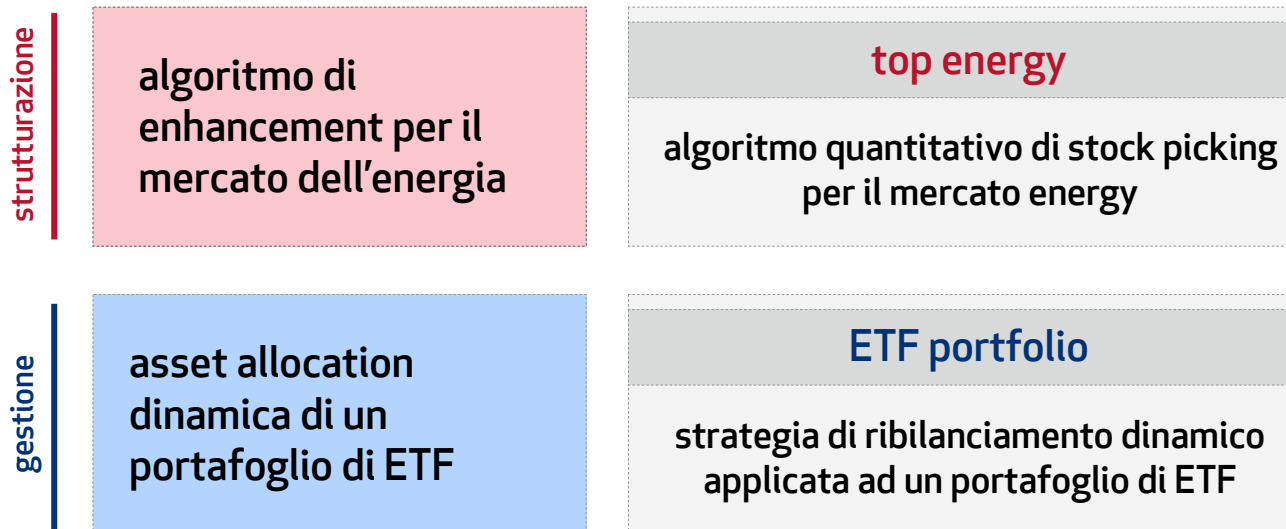 strutturazione
algoritmo di
enhancement per il
mercato dell'energia
top energy
algoritmo quantitativo di stock picking
per il mercato energy
gestione
asset allocation
dinamica di un
portafoglio di ETF
ETF portfolio
strategia di ribilanciamento dinamico
applicata ad un portafoglio di ETF